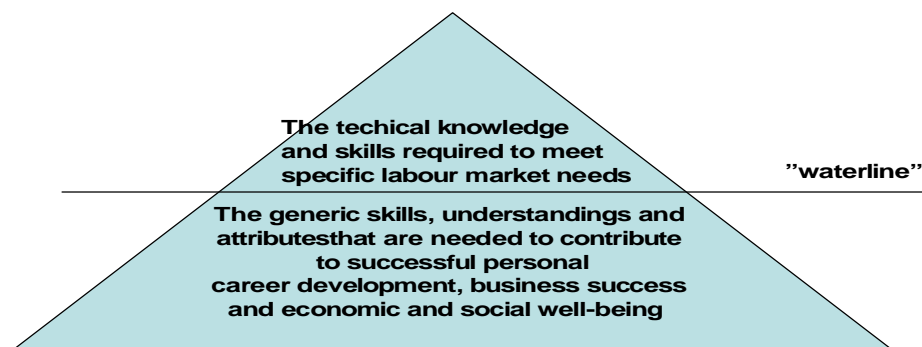 The techical knowledge
and skills required to meet
specific labour market needs
”waterline”
The generic skills, understandings and
attributesthat are needed to contribute
to successful personal
career development, business success
and economic and social well-being